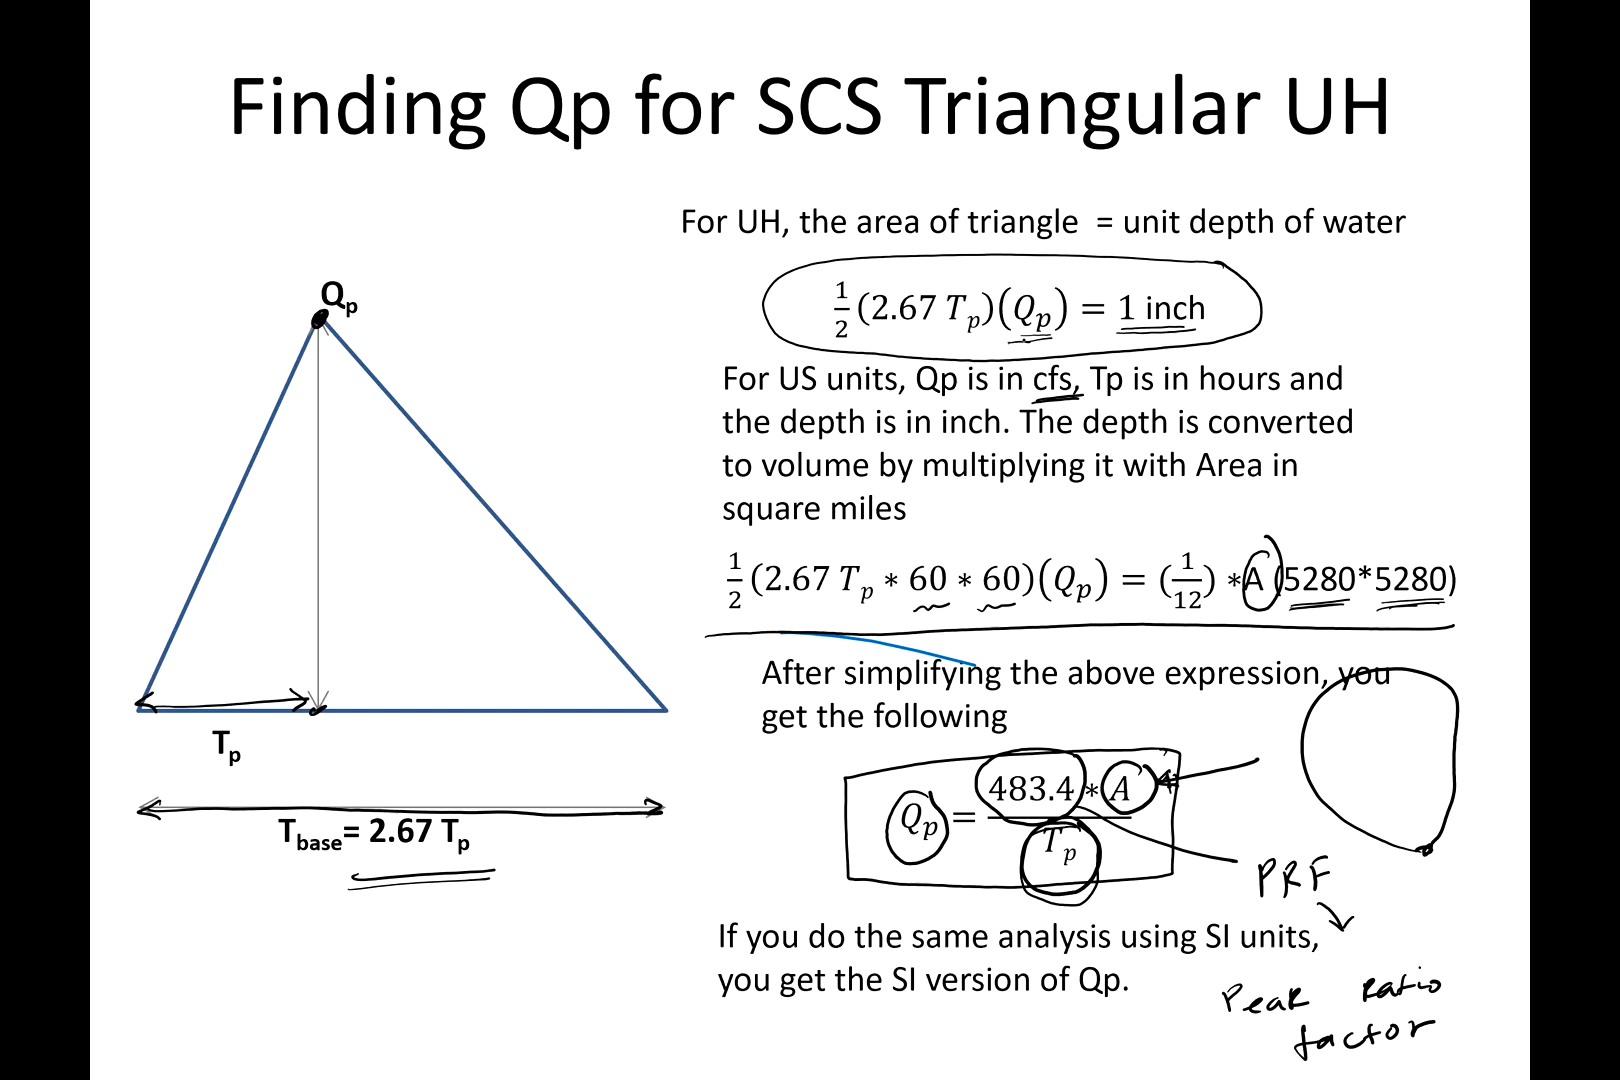 Finding Qp for SCS Triangular UH
For UH, the area of triangle = unit depth of water
Qp
½(2.67 Tp)(Qp) = 1 inch
For US units, Qp is in cfs, Tp is in hours and
the depth is in inch. The depth is converted
to volume by multiplying it with Area in
square miles
½(2.67 Tp ∗ 60 ∗ 60)(Qp) = (1/12) ∗A (5280*5280)
After simplifying the above expression, you
get the following
Tp
Qp = 483.4 ∗ A / Tp
Tbase= 2.67 Tp
PRF
If you do the same analysis using SI units,
you get the SI version of Qp.
Peak Ratio
factor